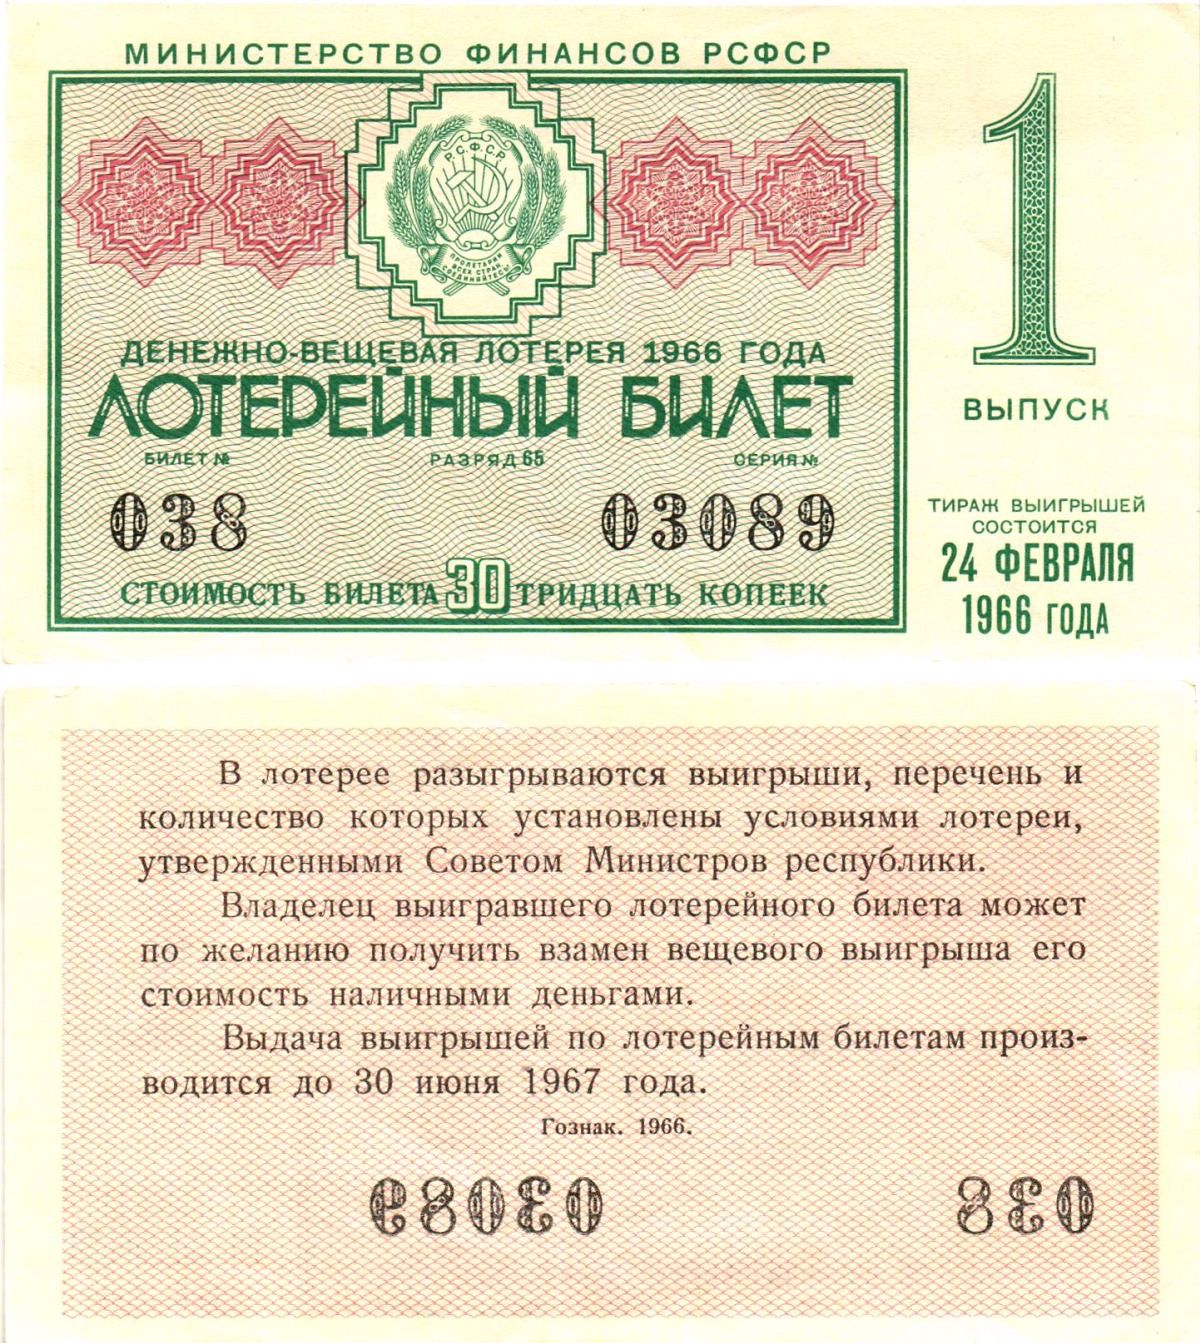 МИНИСТЕРСТВО ФИНАНСОВ РСФСР
Р.С.Ф.С.Р.
ПРОЛЕТАРИИ
ВСЕХ СТРАН
СОЕДИНЯЙТЕСЬ!
ДЕНЕЖНО-ВЕЩЕВАЯ ЛОТЕРЕЯ 1966 ГОДА
ЛОТЕРЕЙНЫЙ БИЛЕТ
БИЛЕТ № РАЗРЯД 65 СЕРИЯ №
038 03089
СТОИМОСТЬ БИЛЕТА 30 ТРИДЦАТЬ КОПЕЕК
1
ВЫПУСК
ТИРАЖ ВЫИГРЫШЕЙ
СОСТОИТСЯ
24 ФЕВРАЛЯ
1966 ГОДА
В лотерее разыгрываются выигрыши, перечень и
количество которых установлены условиями лотереи,
утвержденными Советом Министров республики.
Владелец выигравшего лотерейного билета может
по желанию получить взамен вещевого выигрыша его
стоимость наличными деньгами.
Выдача выигрышей по лотерейным билетам произ-
водится до 30 июня 1967 года.
Гознак. 1966.
03089 038